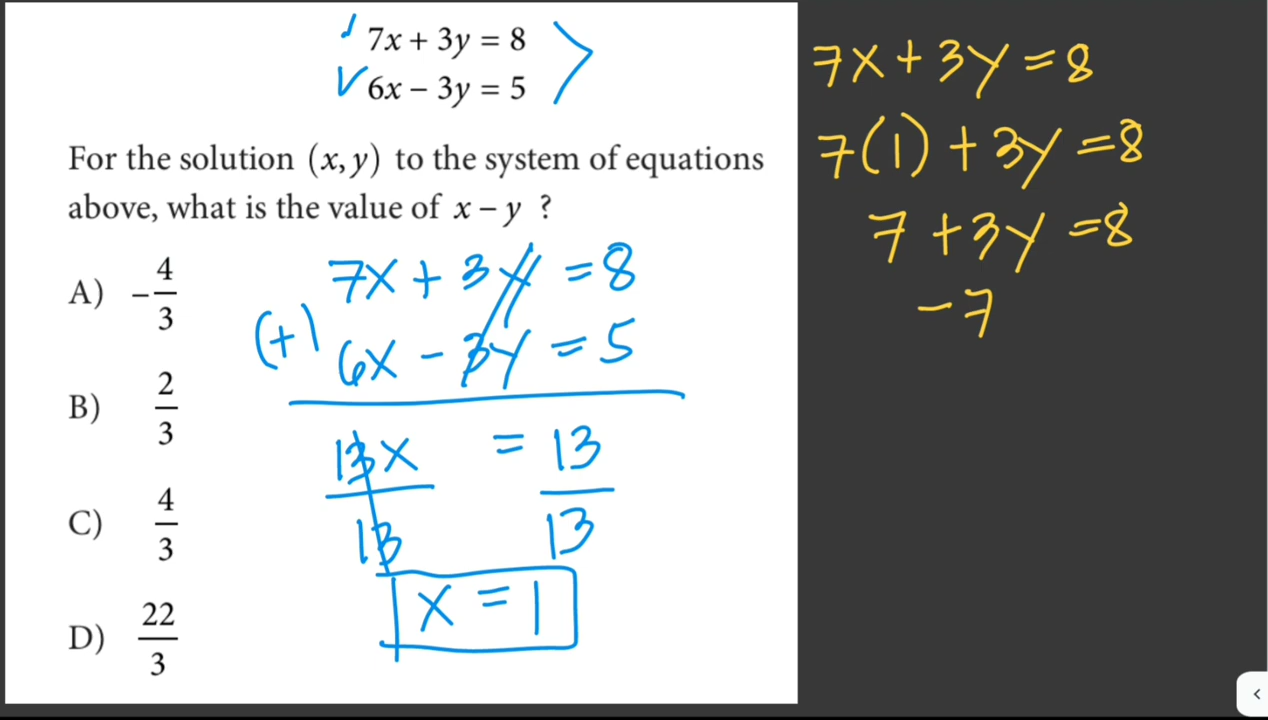 7x + 3y = 8
6x − 3y = 5
For the solution (x, y) to the system of equations
above, what is the value of x − y ?
A) −4/3
B) 2/3
C) 4/3
D) 22/3
7x + 3y = 8
(+) 6x − 3y = 5
13x = 13
13 13
x = 1
7x + 3y = 8
7(1) + 3y = 8
7 + 3y = 8
−7